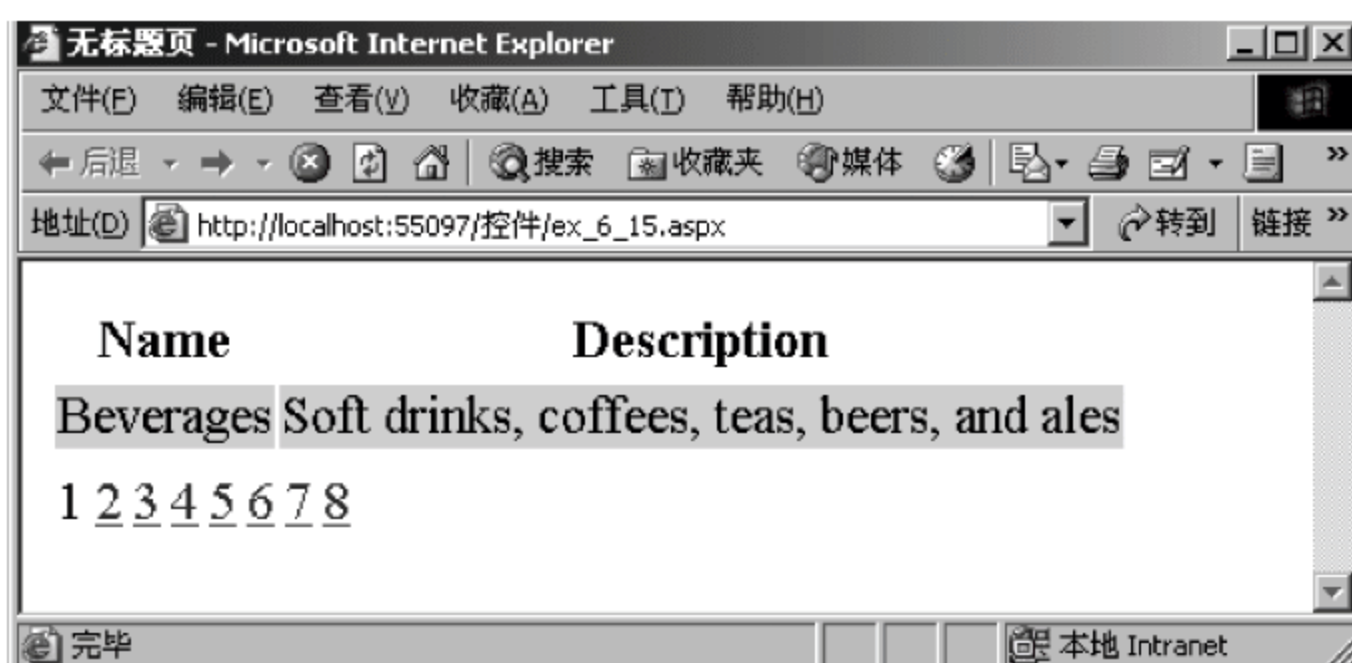 无标题页 - Microsoft Internet Explorer
文件(F) 编辑(E) 查看(V) 收藏(A) 工具(T) 帮助(H)
后退 搜索 收藏夹 媒体 »
地址(D) http://localhost:55097/控件/ex_6_15.aspx 转到 链接 »
Name Description
Beverages Soft drinks, coffees, teas, beers, and ales
1 2 3 4 5 6 7 8
完毕 本地 Intranet